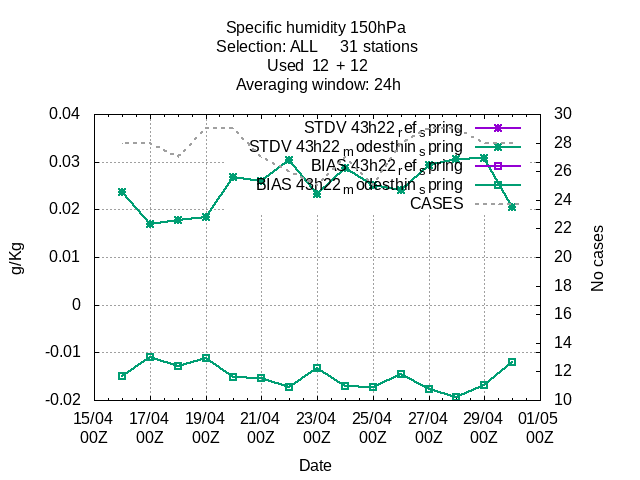 Specific humidity 150hPa
Selection: ALL 31 stations
Used 12 + 12
Averaging window: 24h
0.04
0.03
0.02
0.01
0
-0.01
-0.02
g/Kg
30
28
26
24
22
20
18
16
14
12
10
No cases
STDV 43h22_ref_spring
STDV 43h22_modesthin_spring
BIAS 43h22_ref_spring
BIAS 43h22_modesthin_spring
CASES
15/04 17/04 19/04 21/04 23/04 25/04 27/04 29/04 01/05
00Z 00Z 00Z 00Z 00Z 00Z 00Z 00Z 00Z
Date